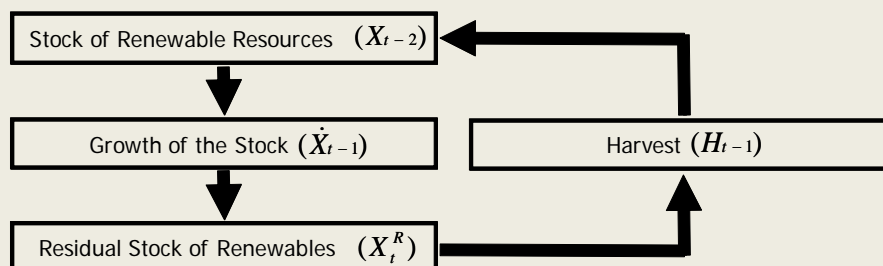 Stock of Renewable Resources (Xₜ₋₂)
Growth of the Stock (Ẋₜ₋₁)
Harvest (Hₜ₋₁)
Residual Stock of Renewables (Xₜᴿ)